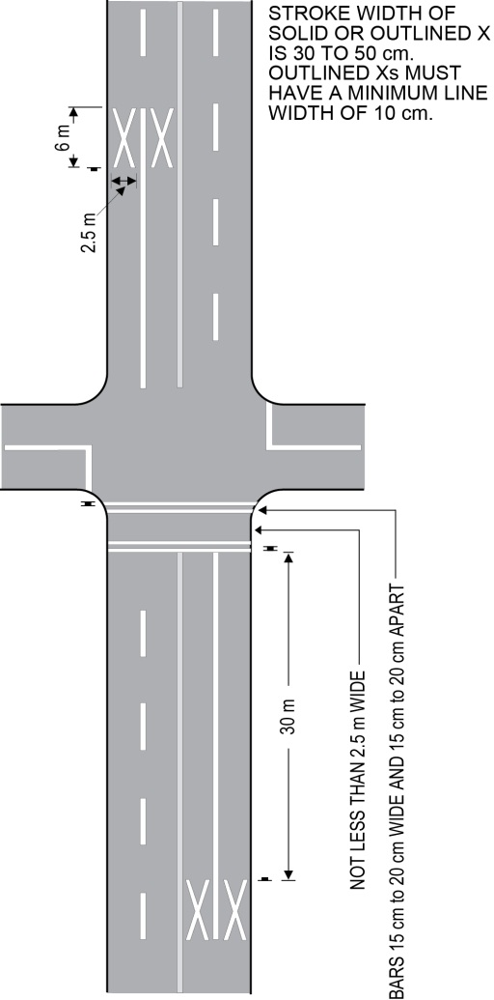 STROKE WIDTH OF
SOLID OR OUTLINED X
IS 30 TO 50 cm.
OUTLINED Xs MUST
HAVE A MINIMUM LINE
WIDTH OF 10 cm.
6 m
2.5 m
30 m
NOT LESS THAN 2.5 m WIDE
BARS 15 cm to 20 cm WIDE AND 15 cm to 20 cm APART